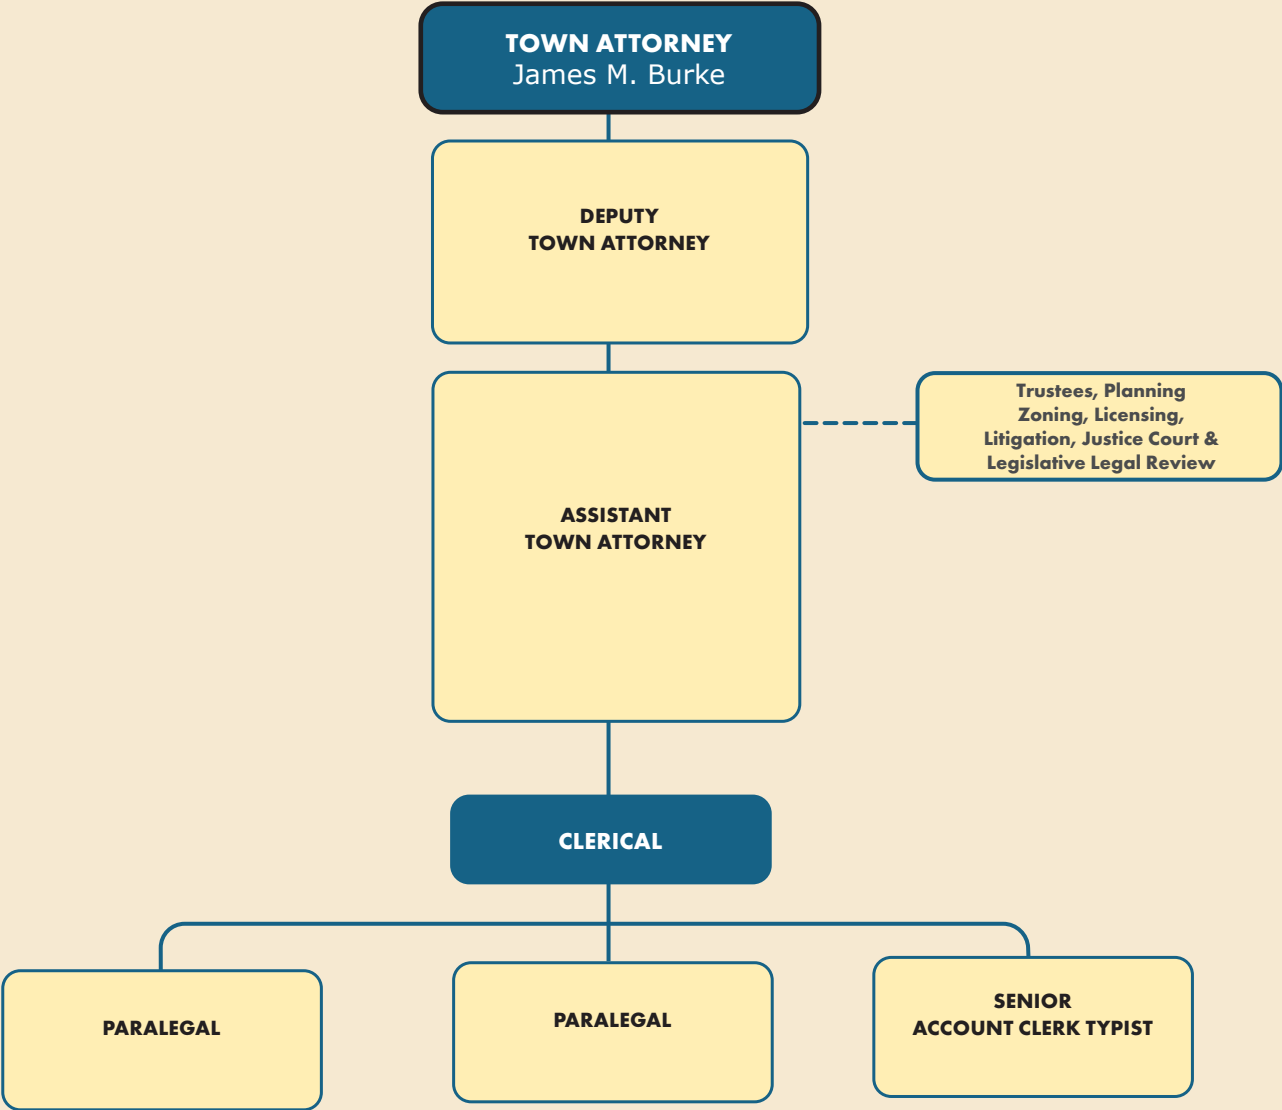 TOWN ATTORNEY
James M. Burke
DEPUTY
TOWN ATTORNEY
Trustees, Planning
Zoning, Licensing,
Litigation, Justice Court &
Legislative Legal Review
ASSISTANT
TOWN ATTORNEY
CLERICAL
PARALEGAL
PARALEGAL
SENIOR
ACCOUNT CLERK TYPIST